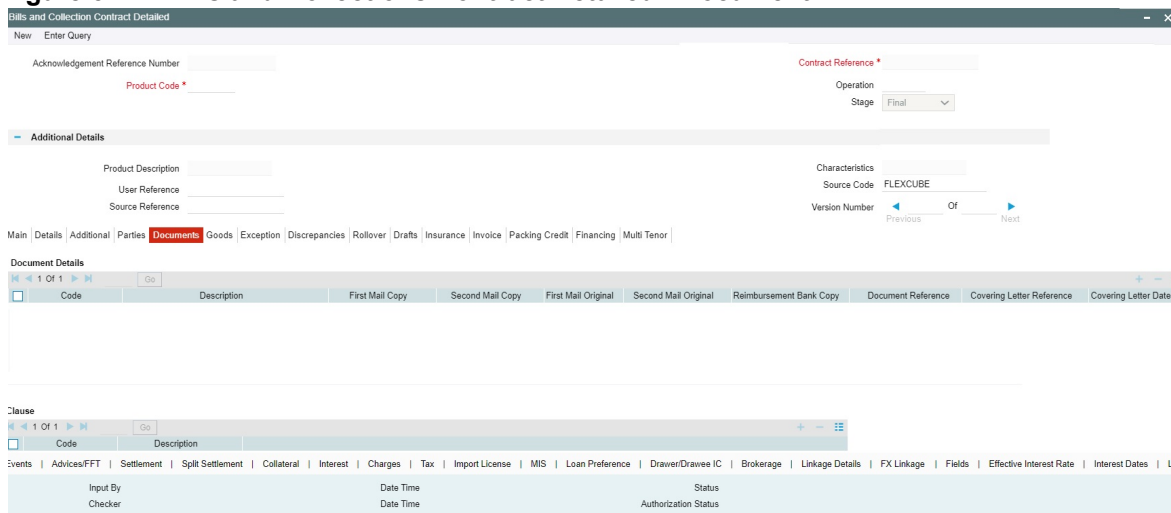 Bills and Collection Contract Detailed
New Enter Query
Acknowledgement Reference Number
Contract Reference *
Product Code *
Operation
Stage Final
Additional Details
Product Description
Characteristics
User Reference
Source Code FLEXCUBE
Source Reference
Version Number Of
Previous Next
Main | Details | Additional | Parties | Documents | Goods | Exception | Discrepancies | Rollover | Drafts | Insurance | Invoice | Packing Credit | Financing | Multi Tenor |
Document Details
1 Of 1 Go
Code Description First Mail Copy Second Mail Copy First Mail Original Second Mail Original Reimbursement Bank Copy Document Reference Covering Letter Reference Covering Letter Date
Clause
1 Of 1 Go
Code Description
Events | Advices/FFT | Settlement | Split Settlement | Collateral | Interest | Charges | Tax | Import License | MIS | Loan Preference | Drawer/Drawee IC | Brokerage | Linkage Details | FX Linkage | Fields | Effective Interest Rate | Interest Dates |
Input By Date Time Status
Checker Date Time Authorization Status